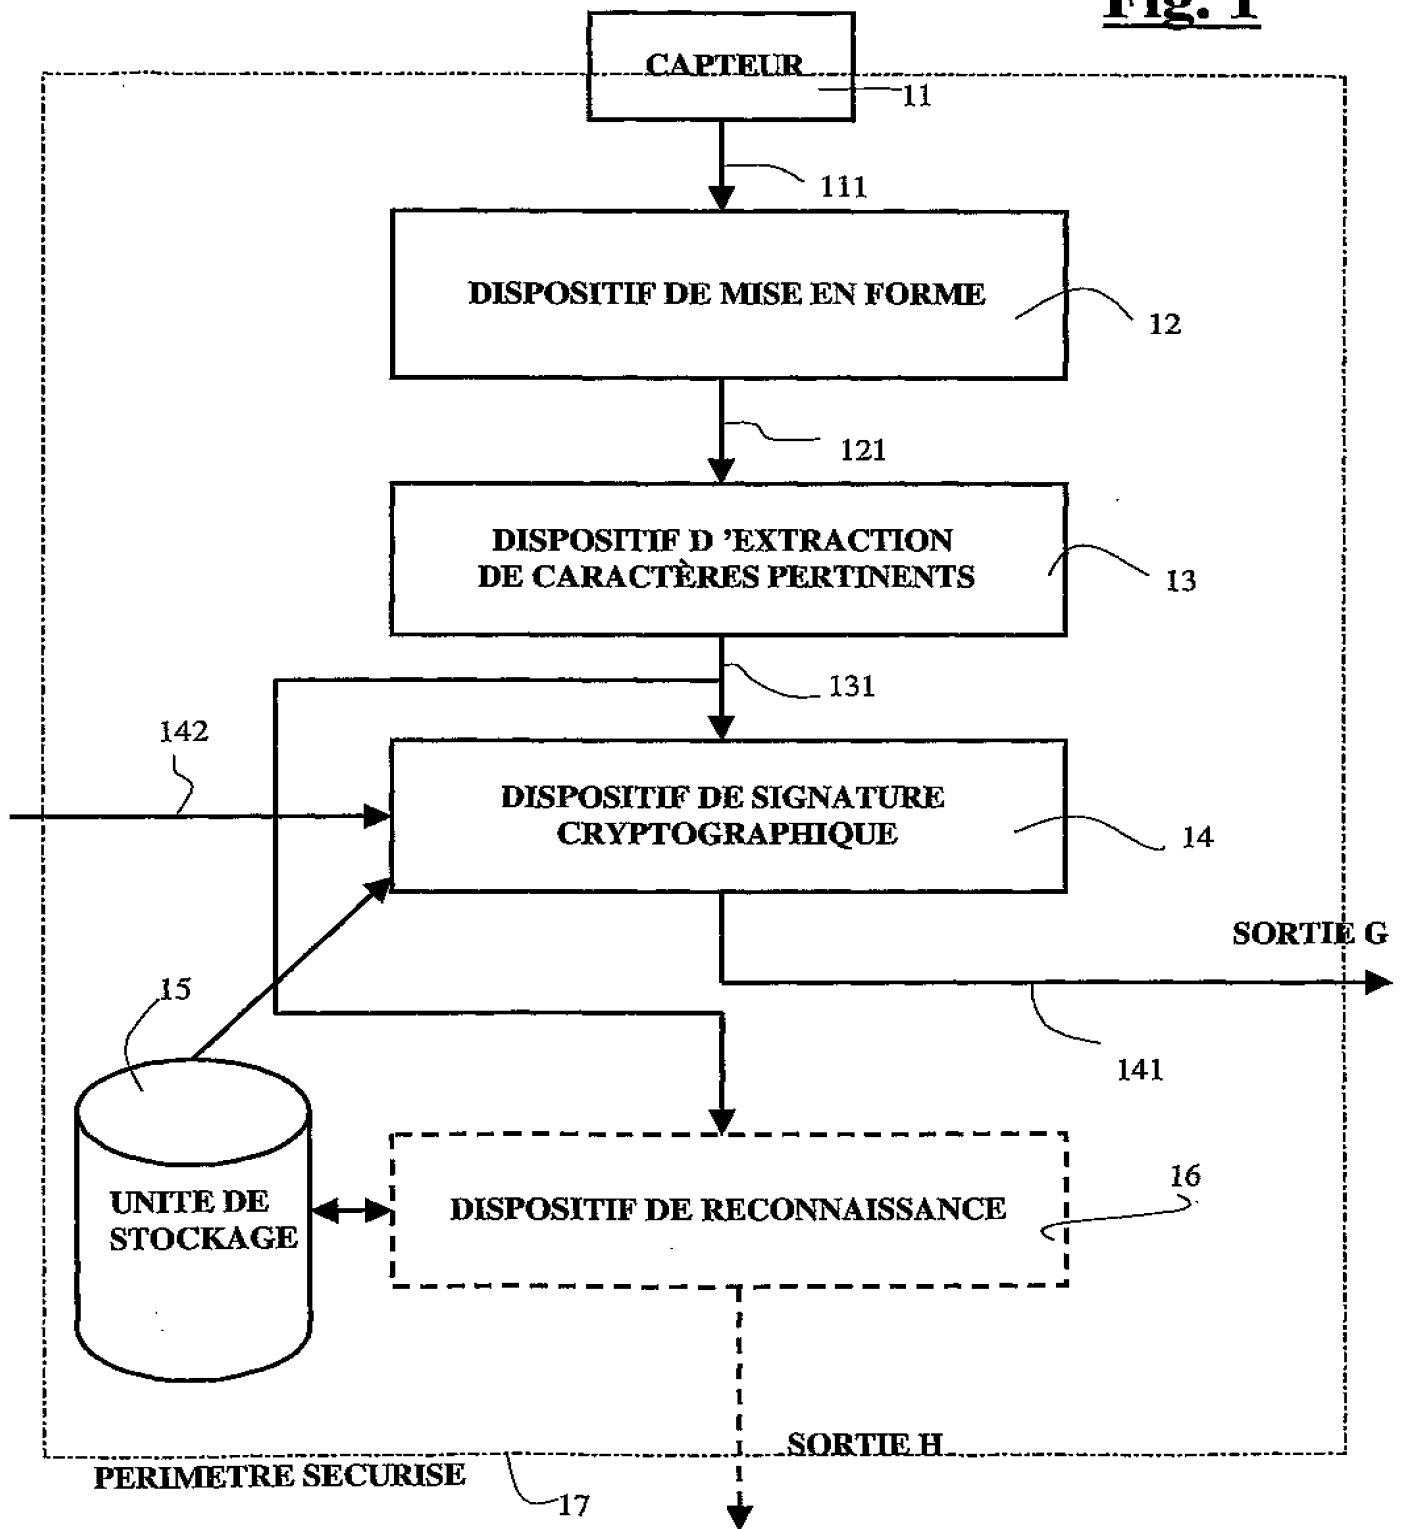 Fig. 1
CAPTEUR
11
111
DISPOSITIF DE MISE EN FORME
12
121
DISPOSITIF D 'EXTRACTION
DE CARACTÈRES PERTINENTS
13
131
142
DISPOSITIF DE SIGNATURE
CRYPTOGRAPHIQUE
14
SORTIE G
15
141
UNITE DE
STOCKAGE
DISPOSITIF DE RECONNAISSANCE
16
SORTIE H
PERIMETRE SECURISE
17